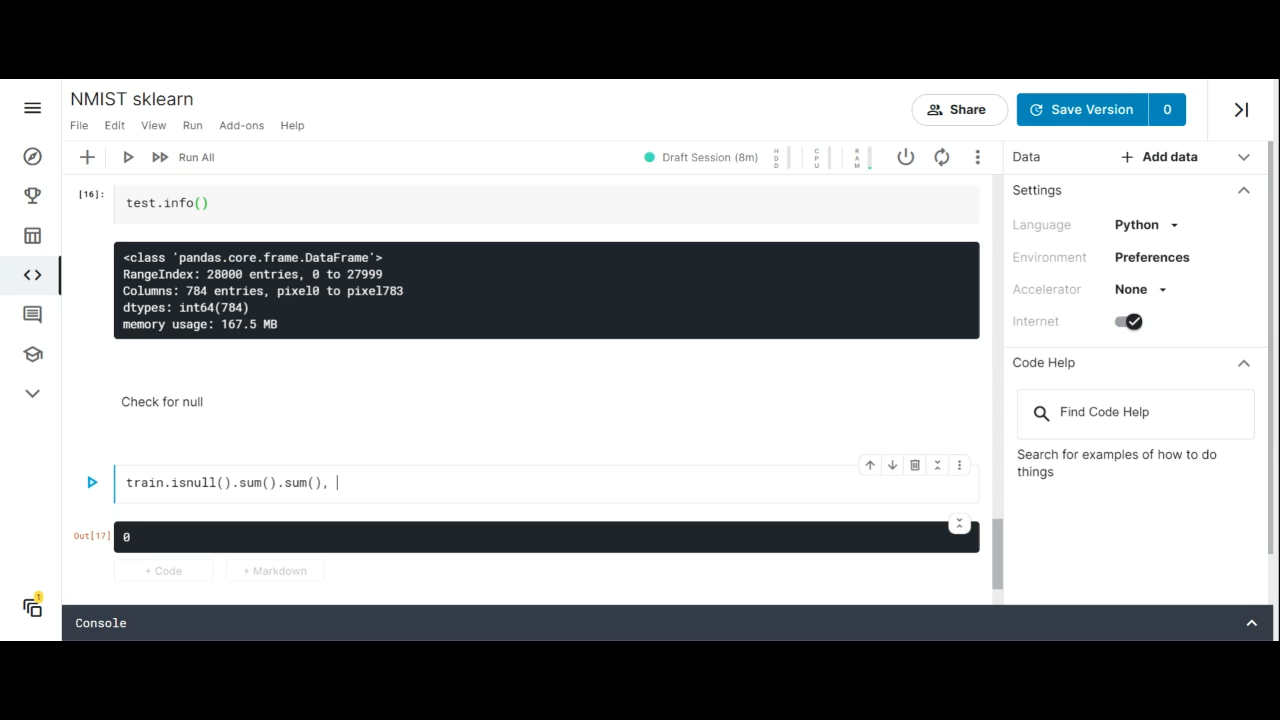 NMIST sklearn
File Edit View Run Add-ons Help
Share
Save Version 0
Run All
Draft Session (8m)
HDD
CPU
RAM
Data
Add data
Settings
Language Python
Environment Preferences
Accelerator None
Internet
Code Help
Find Code Help
Search for examples of how to do
things
[16]:
test.info()
<class 'pandas.core.frame.DataFrame'>
RangeIndex: 28000 entries, 0 to 27999
Columns: 784 entries, pixel0 to pixel783
dtypes: int64(784)
memory usage: 167.5 MB
Check for null
train.isnull().sum().sum(),
Out[17]
0
+ Code + Markdown
1
Console